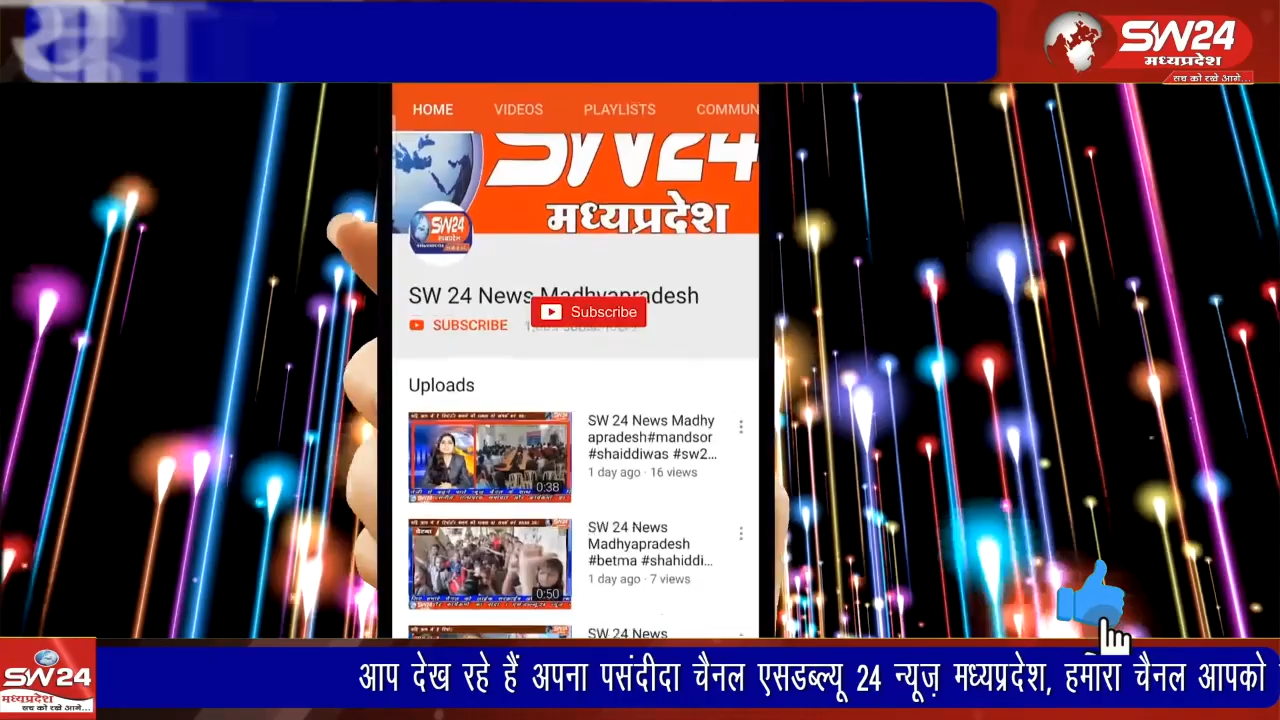 SW24
मध्यप्रदेश
सच को रखे आगे...
HOME VIDEOS PLAYLISTS COMMUN
SW24
मध्यप्रदेश
SW24
SW 24 News Madhyapradesh
SUBSCRIBE
Subscribe
Uploads
SW 24 News Madhy
apradesh#mandsor
#shaiddiwas #sw2...
1 day ago · 16 views
0:38
SW 24 News
Madhyapradesh
#betma #shahiddi...
1 day ago · 7 views
0:50
SW 24 News
SW24
मध्यप्रदेश
सच को रखे आगे...
आप देख रहे हैं अपना पसंदीदा चैनल एसडब्ल्यू 24 न्यूज़ मध्यप्रदेश, हमारा चैनल आपको